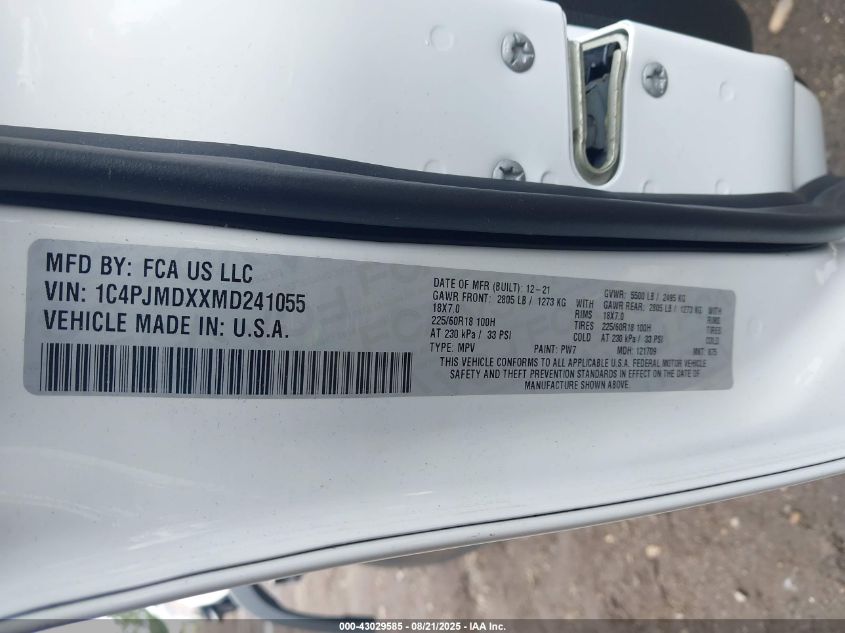 MFD BY: FCA US LLC
VIN: 1C4PJMDXXMD241055
VEHICLE MADE IN: U.S.A.
DATE OF MFR (BUILT): 12-21 GVWR: 5500 LB / 2495 KG
GAWR FRONT: 2805 LB / 1273 KG WITH GAWR REAR: 2805 LB / 1273 KG WITH
18X7.0 RIMS 18X7.0 RIMS
225/60R18 100H TIRES 225/60R18 100H TIRES
AT 230 kPa / 33 PSI COLD AT 230 kPa / 33 PSI COLD
TYPE: MPV PAINT: PW7 MDH: 121709 MNT: 675
THIS VEHICLE CONFORMS TO ALL APPLICABLE U.S.A. FEDERAL MOTOR VEHICLE
SAFETY AND THEFT PREVENTION STANDARDS IN EFFECT ON THE DATE OF
MANUFACTURE SHOWN ABOVE.
000-43029585 - 08/21/2025 - IAA Inc.